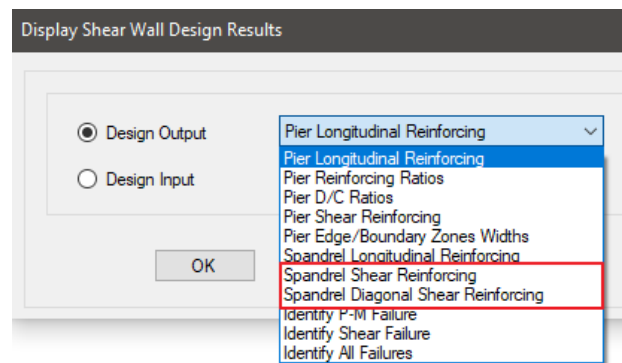 Display Shear Wall Design Results
Design Output
Pier Longitudinal Reinforcing
Design Input
Pier Longitudinal Reinforcing
Pier Reinforcing Ratios
Pier D/C Ratios
Pier Shear Reinforcing
Pier Edge/Boundary Zones Widths
Spandrel Longitudinal Reinforcing
Spandrel Shear Reinforcing
Spandrel Diagonal Shear Reinforcing
Identify P-M Failure
Identify Shear Failure
Identify All Failures
OK